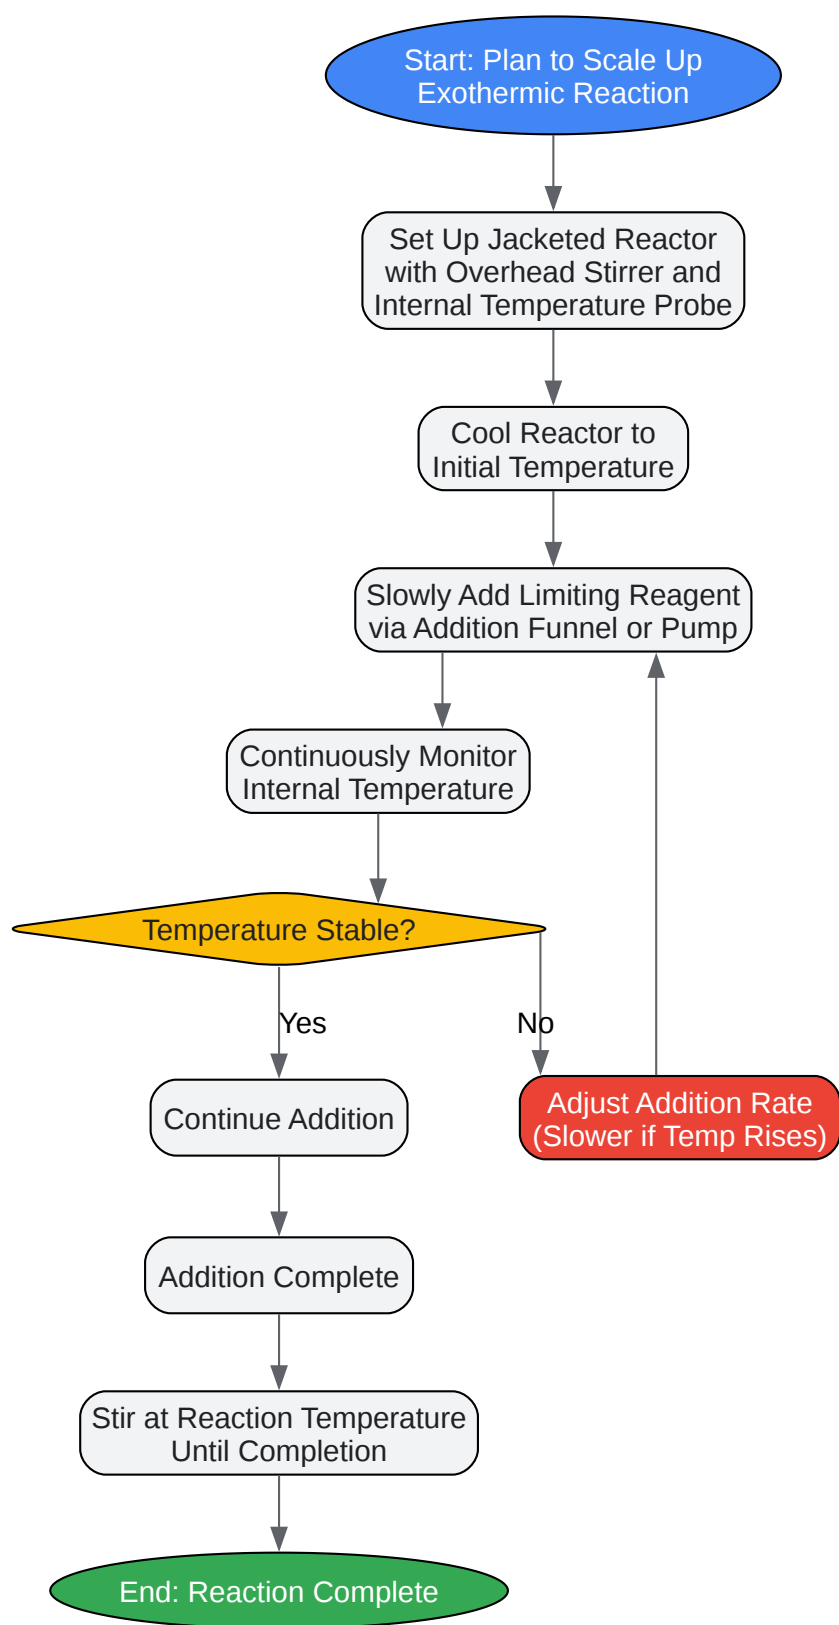 Start: Plan to Scale Up
Exothermic Reaction
Set Up Jacketed Reactor
with Overhead Stirrer and
Internal Temperature Probe
Cool Reactor to
Initial Temperature
Slowly Add Limiting Reagent
via Addition Funnel or Pump
Continuously Monitor
Internal Temperature
Temperature Stable?
Yes
No
Continue Addition
Adjust Addition Rate
(Slower if Temp Rises)
Addition Complete
Stir at Reaction Temperature
Until Completion
End: Reaction Complete